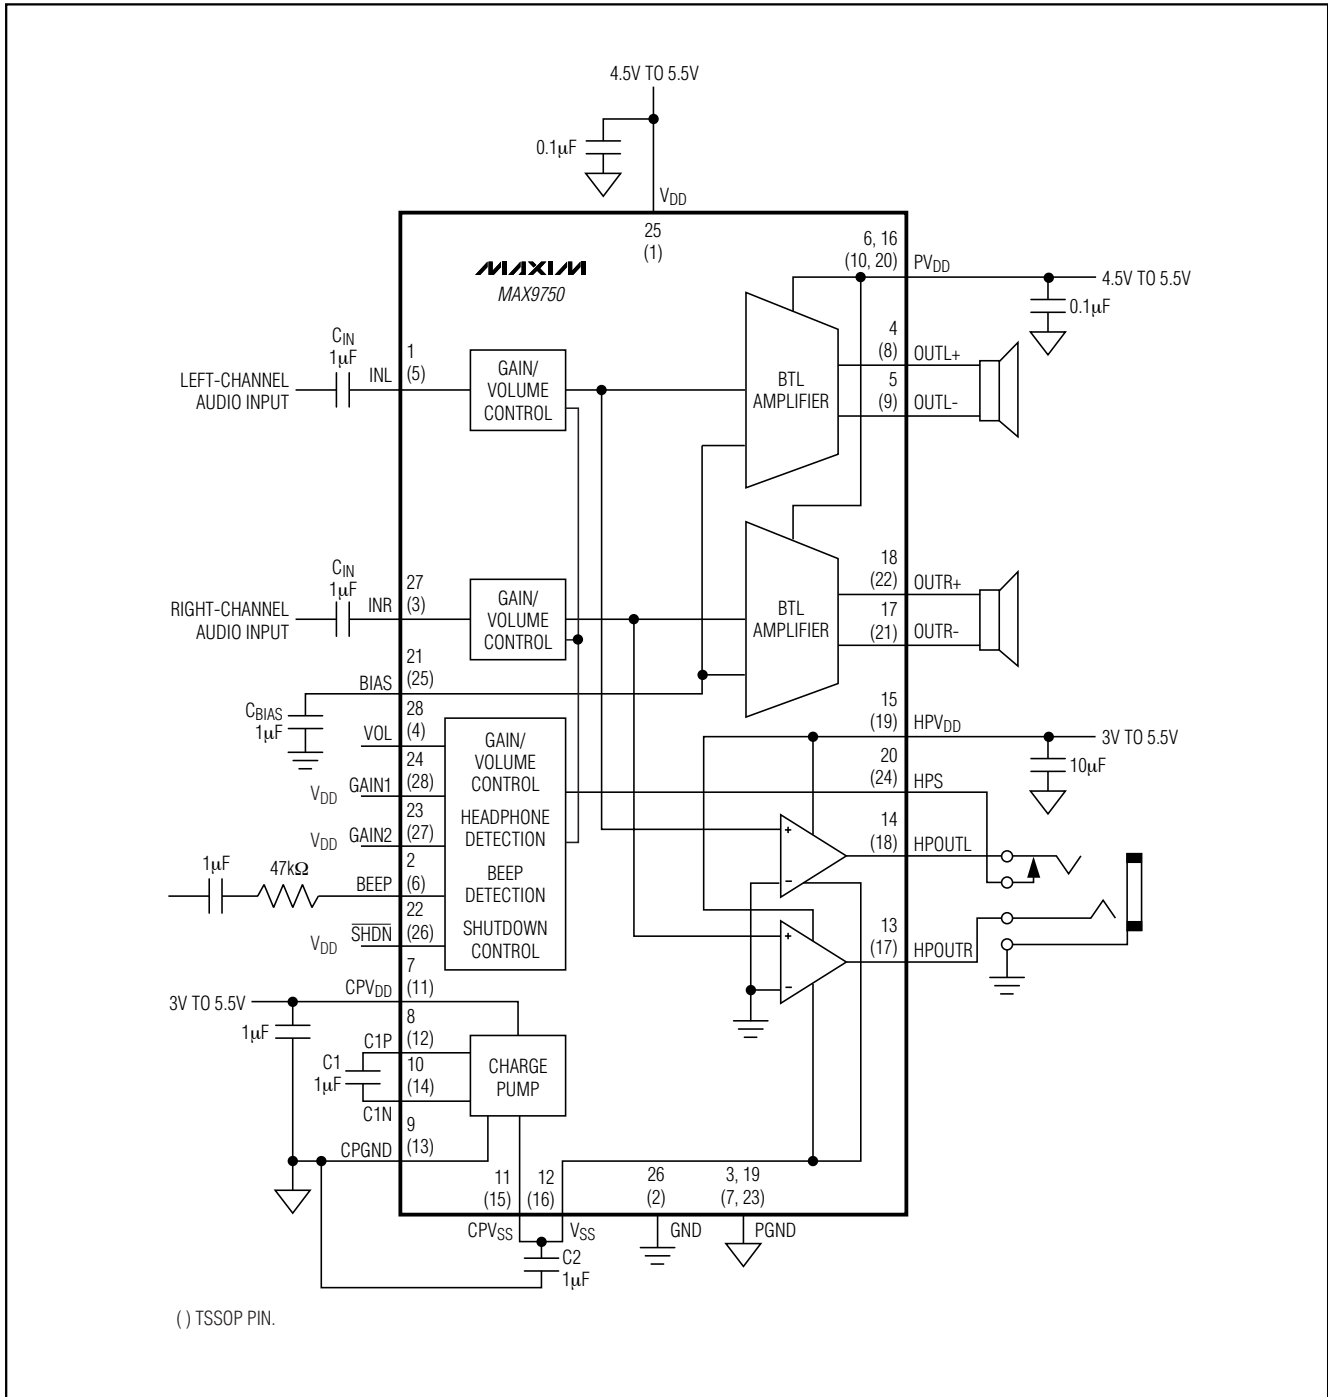 4.5V TO 5.5V
0.1μF
VDD
25
(1)
6, 16
(10, 20)
PVDD
4.5V TO 5.5V
0.1μF
MAXIM
MAX9750
CIN
1μF
LEFT-CHANNEL
AUDIO INPUT
INL
1
(5)
GAIN/
VOLUME
CONTROL
BTL
AMPLIFIER
4
(8)
OUTL+
5
(9)
OUTL-
CIN
1μF
RIGHT-CHANNEL
AUDIO INPUT
INR
27
(3)
GAIN/
VOLUME
CONTROL
BTL
AMPLIFIER
18
(22)
OUTR+
17
(21)
OUTR-
21
(25)
BIAS
CBIAS
1μF
28
(4)
VOL
24
(28)
VDD
GAIN1
23
(27)
VDD
GAIN2
2
(6)
1μF
47kΩ
BEEP
22
(26)
VDD
SHDN
GAIN/
VOLUME
CONTROL
HEADPHONE
DETECTION
BEEP
DETECTION
SHUTDOWN
CONTROL
15
(19)
HPVDD
3V TO 5.5V
10μF
20
(24)
HPS
14
(18)
HPOUTL
+
−
13
(17)
HPOUTR
+
−
7
(11)
3V TO 5.5V
CPVDD
1μF
8
(12)
C1P
C1
1μF
10
(14)
C1N
CHARGE
PUMP
9
(13)
CPGND
11
(15)
12
(16)
26
(2)
3, 19
(7, 23)
CPVSS
VSS
GND
PGND
C2
1μF
( ) TSSOP PIN.